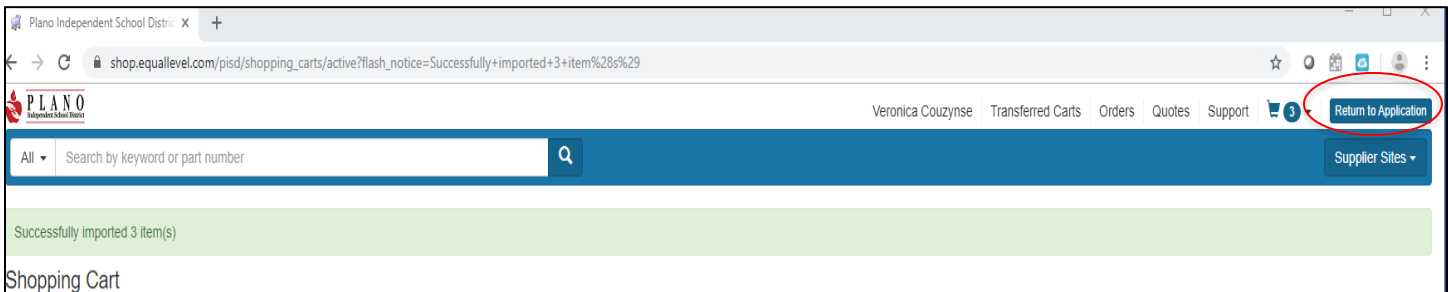 Plano Independent School Distric
shop.equallevel.com/pisd/shopping_carts/active?flash_notice=Successfully+imported+3+item%28s%29
PLANO
Independent School District
Veronica Couzynse Transferred Carts Orders Quotes Support 3 Return to Application
All Search by keyword or part number Supplier Sites
Successfully imported 3 item(s)
Shopping Cart